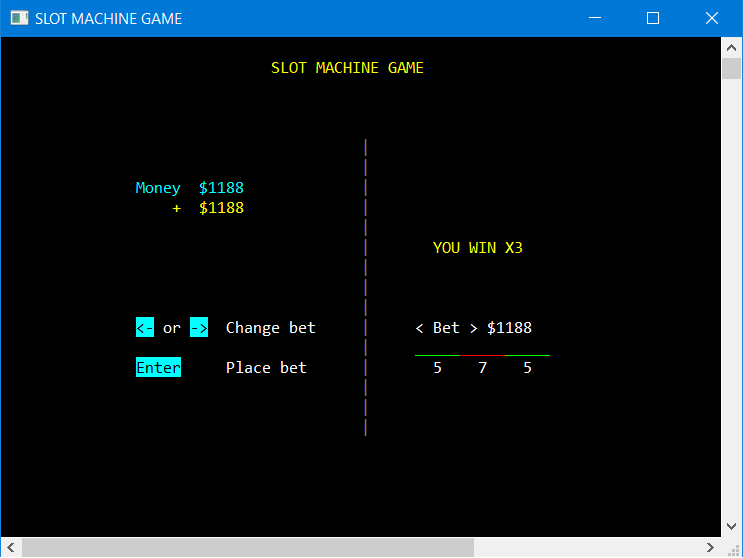 SLOT MACHINE GAME
SLOT MACHINE GAME
Money $1188
+ $1188
YOU WIN X3
<- or -> Change bet
< Bet > $1188
Enter Place bet
5 7 5